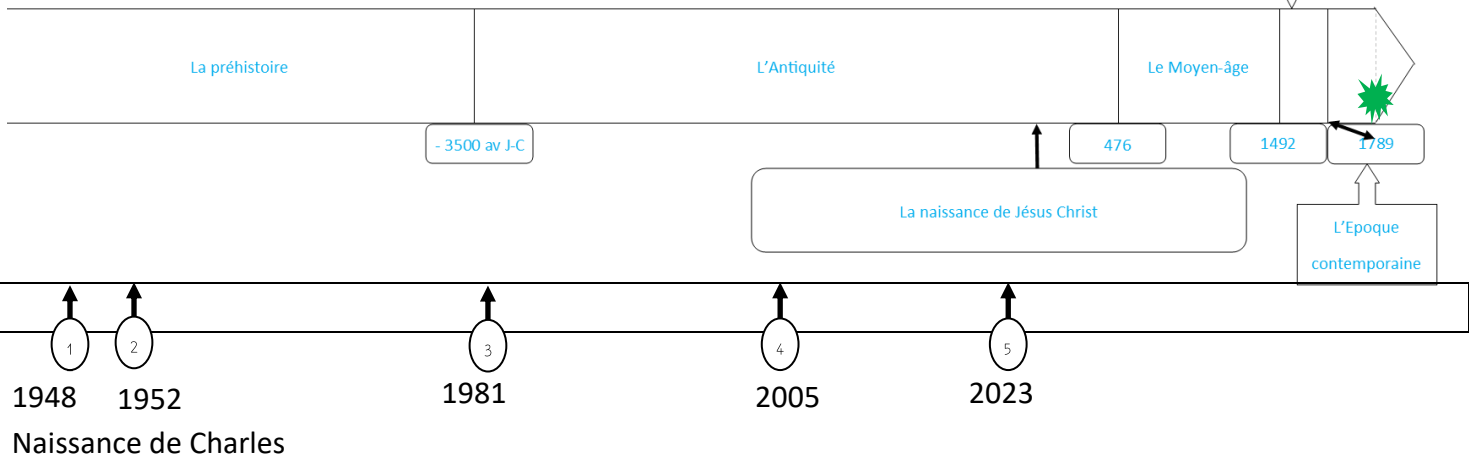 La préhistoire
L'Antiquité
Le Moyen-âge
- 3500 av J-C
476
1492
1789
La naissance de Jésus Christ
L'Epoque
contemporaine
1
2
3
4
5
1948
1952
1981
2005
2023
Naissance de Charles